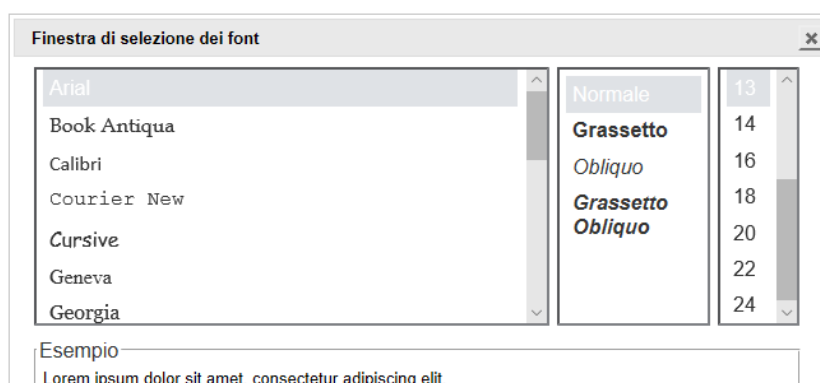 Finestra di selezione dei font
Arial
Book Antiqua
Calibri
Courier New
Cursive
Geneva
Georgia
Normale
Grassetto
Obliquo
Grassetto
Obliquo
13
14
16
18
20
22
24
Esempio
Lorem ipsum dolor sit amet, consectetur adipiscing elit